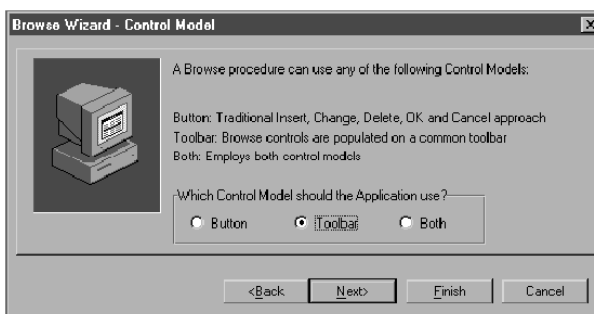 Browse Wizard - Control Model
A Browse procedure can use any of the following Control Models:
Button: Traditional Insert, Change, Delete, OK and Cancel approach
Toolbar: Browse controls are populated on a common toolbar
Both: Employs both control models
Which Control Model should the Application use?
Button Toolbar Both
<Back Next> Finish Cancel